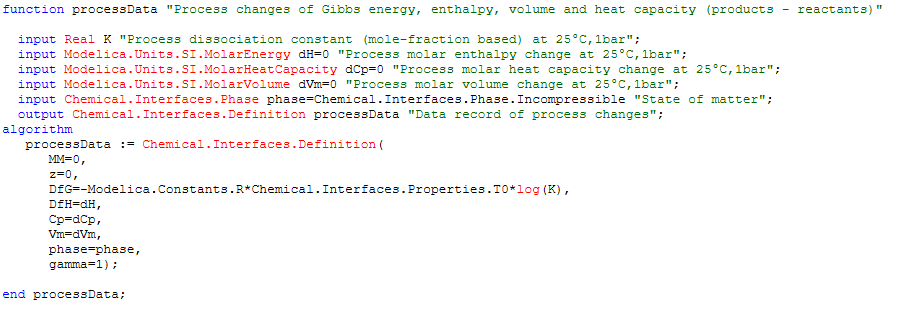 function processData "Process changes of Gibbs energy, enthalpy, volume and heat capacity (products - reactants)"
input Real K "Process dissociation constant (mole-fraction based) at 25°C,1bar";
input Modelica.Units.SI.MolarEnergy dH=0 "Process molar enthalpy change at 25°C,1bar";
input Modelica.Units.SI.MolarHeatCapacity dCp=0 "Process molar heat capacity change at 25°C,1bar";
input Modelica.Units.SI.MolarVolume dVm=0 "Process molar volume change at 25°C,1bar";
input Chemical.Interfaces.Phase phase=Chemical.Interfaces.Phase.Incompressible "State of matter";
output Chemical.Interfaces.Definition processData "Data record of process changes";
algorithm
processData := Chemical.Interfaces.Definition(
MM=0,
z=0,
DfG=-Modelica.Constants.R*Chemical.Interfaces.Properties.T0*log(K),
DfH=dH,
Cp=dCp,
Vm=dVm,
phase=phase,
gamma=1);
end processData;